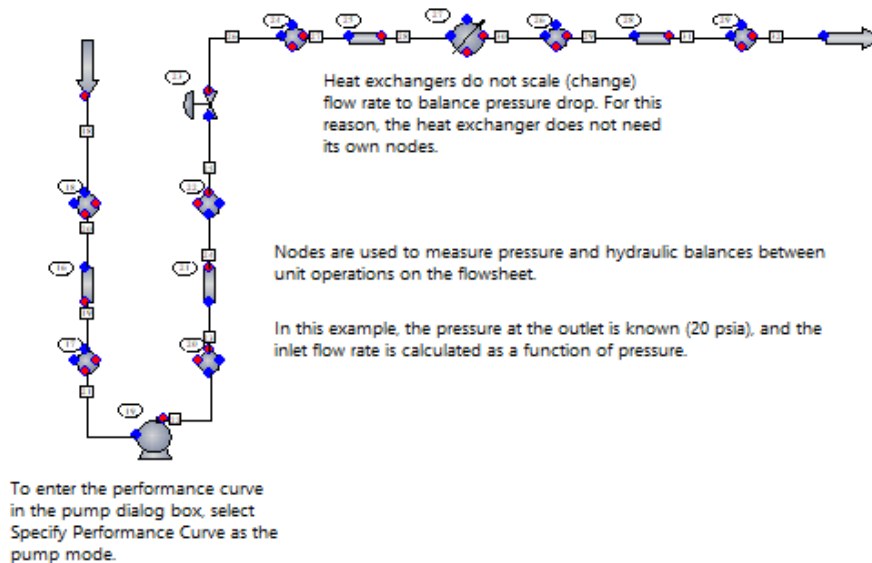 Heat exchangers do not scale (change)
flow rate to balance pressure drop. For this
reason, the heat exchanger does not need
its own nodes.
Nodes are used to measure pressure and hydraulic balances between
unit operations on the flowsheet.
In this example, the pressure at the outlet is known (20 psia), and the
inlet flow rate is calculated as a function of pressure.
To enter the performance curve
in the pump dialog box, select
Specify Performance Curve as the
pump mode.